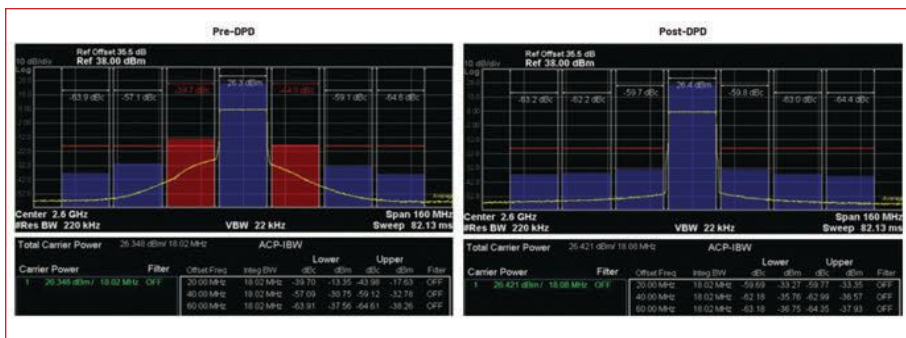 Pre-DPD
Ref Offset 35.5 dB
10 dB/div
Ref 38.00 dBm
Log
26.3 dBm
-63.9 dBc
-57.1 dBc
-59.1 dBc
-64.6 dBc
Center 2.6 GHz
Span 160 MHz
#Res BW 220 kHz
VBW 22 kHz
Sweep 82.13 ms
Total Carrier Power 26.348 dBm/ 18.02 MHz ACP-IBW
Lower Upper
Carrier Power Filter Offset Freq Integ BW dBc dBm dBc dBm Filter
1 26.348 dBm / 18.02 MHz OFF 20.00 MHz 18.02 MHz -39.70 -13.35 -43.98 -17.63 OFF
40.00 MHz 18.02 MHz -57.09 -30.75 -59.12 -32.78 OFF
60.00 MHz 18.02 MHz -63.91 -37.56 -64.61 -38.26 OFF
Post-DPD
Ref Offset 35.5 dB
10 dB/div
Ref 38.00 dBm
Log
26.4 dBm
-63.2 dBc
-62.2 dBc
-59.7 dBc
-59.8 dBc
-63.0 dBc
-64.4 dBc
Center 2.6 GHz
Span 160 MHz
#Res BW 220 kHz
VBW 22 kHz
Sweep 82.13 ms
Total Carrier Power 26.421 dBm/ 18.08 MHz ACP-IBW
Lower Upper
Carrier Power Filter Offset Freq Integ BW dBc dBm dBc dBm Filter
1 26.421 dBm / 18.08 MHz OFF 20.00 MHz 18.02 MHz -59.69 -33.27 -59.77 -33.35 OFF
40.00 MHz 18.02 MHz -62.18 -35.76 -62.99 -36.57 OFF
60.00 MHz 18.02 MHz -63.18 -36.75 -64.35 -37.93 OFF